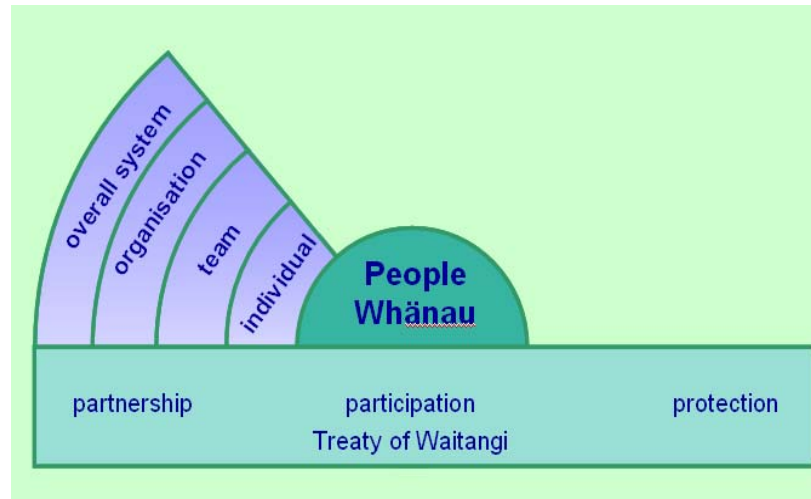 overall system
organisation
team
individual
People
Whänau
partnership participation protection
Treaty of Waitangi